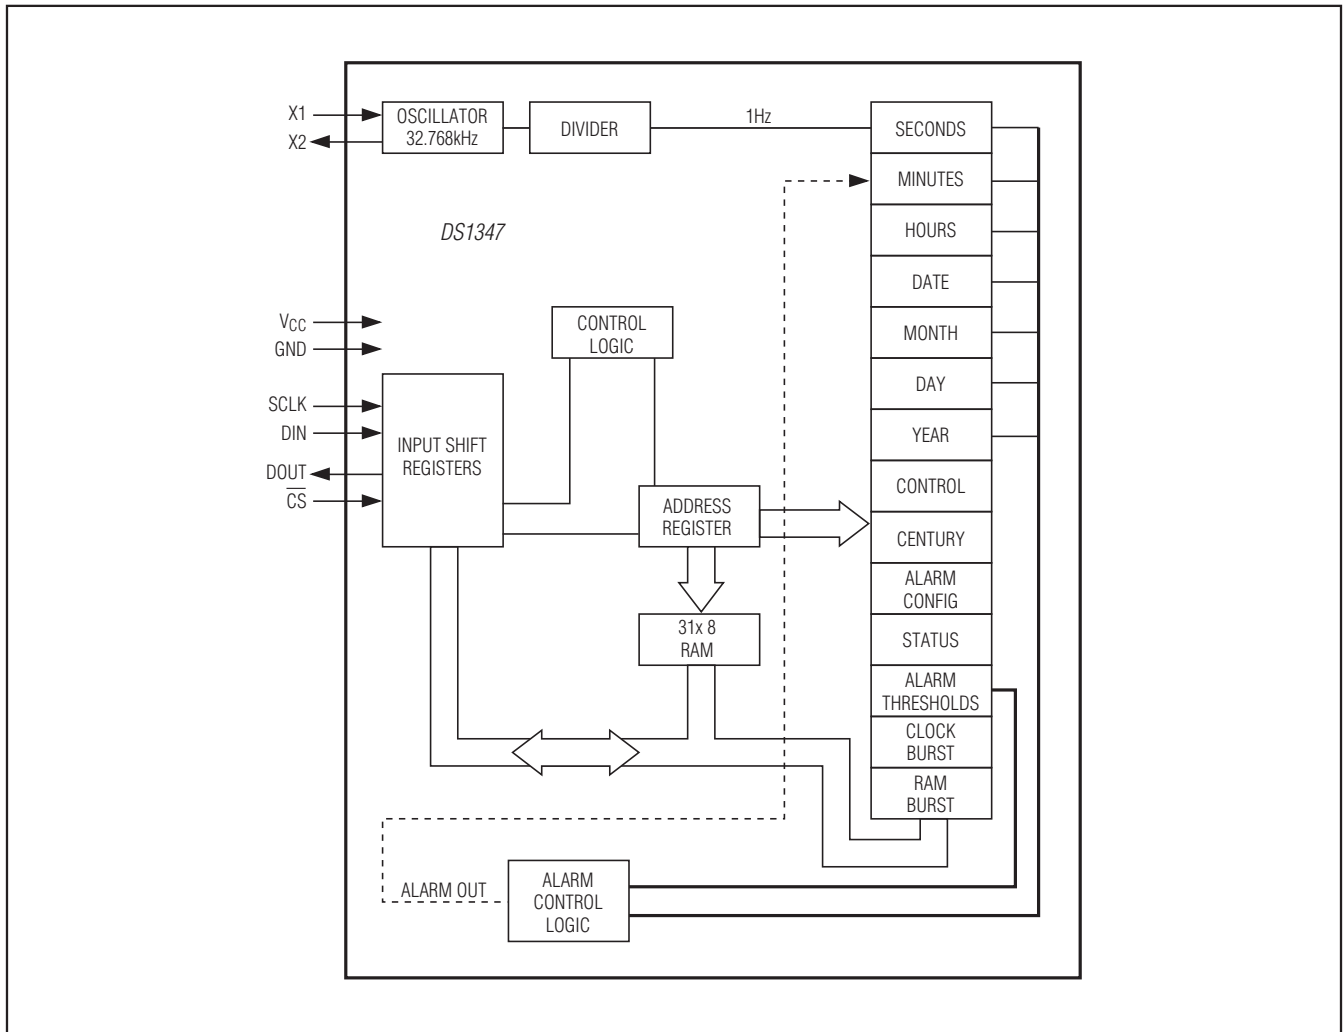 X1
X2
OSCILLATOR
32.768kHz
DIVIDER
1Hz
SECONDS
MINUTES
HOURS
DATE
MONTH
DAY
YEAR
CONTROL
CENTURY
ALARM
CONFIG
STATUS
ALARM
THRESHOLDS
CLOCK
BURST
RAM
BURST
DS1347
VCC
GND
SCLK
DIN
DOUT
CS
INPUT SHIFT
REGISTERS
CONTROL
LOGIC
ADDRESS
REGISTER
31x 8
RAM
ALARM OUT
ALARM
CONTROL
LOGIC